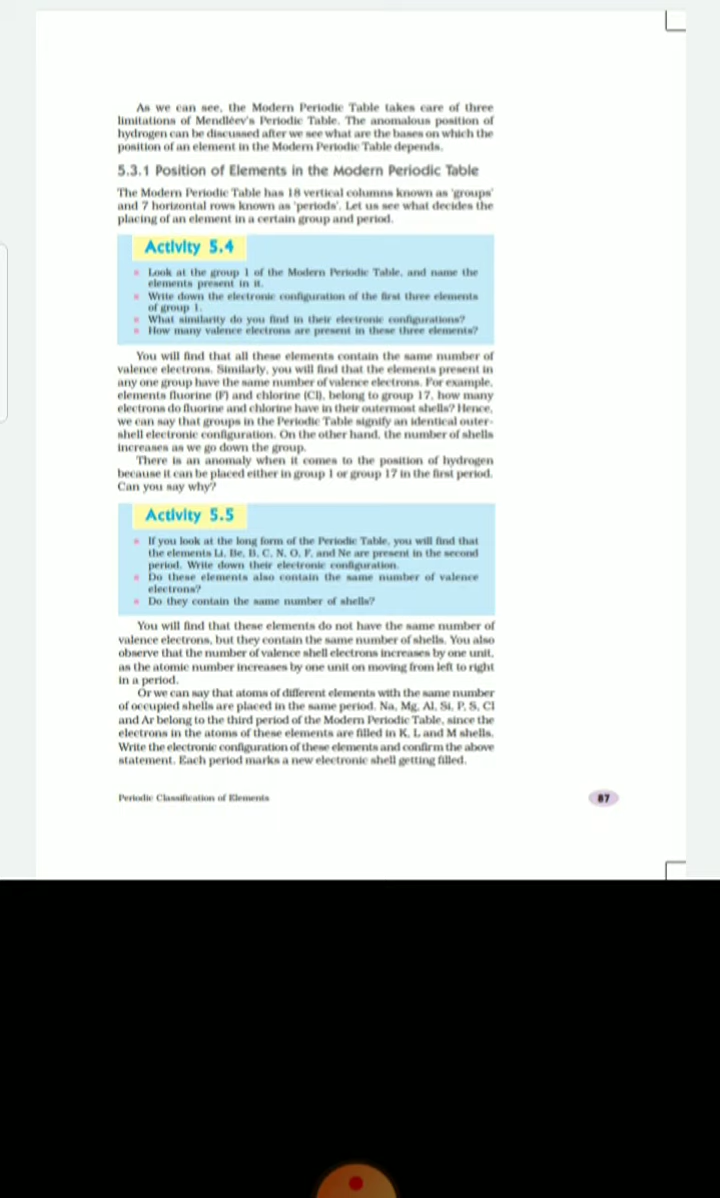 As we can see, the Modern Periodic Table takes care of three
limitations of Mendléev's Periodic Table. The anomalous position of
hydrogen can be discussed after we see what are the bases on which the
position of an element in the Modern Periodic Table depends.
5.3.1 Position of Elements in the Modern Periodic Table
The Modern Periodic Table has 18 vertical columns known as 'groups'
and 7 horizontal rows known as 'periods'. Let us see what decides the
placing of an element in a certain group and period.
Activity 5.4
• Look at the group 1 of the Modern Periodic Table, and name the
elements present in it.
• Write down the electronic configuration of the first three elements
of group 1.
• What similarity do you find in their electronic configurations?
• How many valence electrons are present in these three elements?
You will find that all these elements contain the same number of
valence electrons. Similarly, you will find that the elements present in
any one group have the same number of valence electrons. For example,
elements fluorine (F) and chlorine (Cl), belong to group 17, how many
electrons do fluorine and chlorine have in their outermost shells? Hence,
we can say that groups in the Periodic Table signify an identical outer-
shell electronic configuration. On the other hand, the number of shells
increases as we go down the group.
There is an anomaly when it comes to the position of hydrogen
because it can be placed either in group 1 or group 17 in the first period.
Can you say why?
Activity 5.5
• If you look at the long form of the Periodic Table, you will find that
the elements Li, Be, B, C, N, O, F, and Ne are present in the second
period. Write down their electronic configuration.
• Do these elements also contain the same number of valence
electrons?
• Do they contain the same number of shells?
You will find that these elements do not have the same number of
valence electrons, but they contain the same number of shells. You also
observe that the number of valence shell electrons increases by one unit,
as the atomic number increases by one unit on moving from left to right
in a period.
Or we can say that atoms of different elements with the same number
of occupied shells are placed in the same period. Na, Mg, Al, Si, P, S, Cl
and Ar belong to the third period of the Modern Periodic Table, since the
electrons in the atoms of these elements are filled in K, L and M shells.
Write the electronic configuration of these elements and confirm the above
statement. Each period marks a new electronic shell getting filled.
Periodic Classification of Elements
87